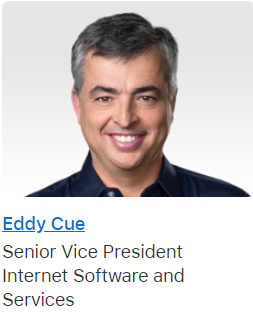 Eddy Cue
Senior Vice President
Internet Software and
Services